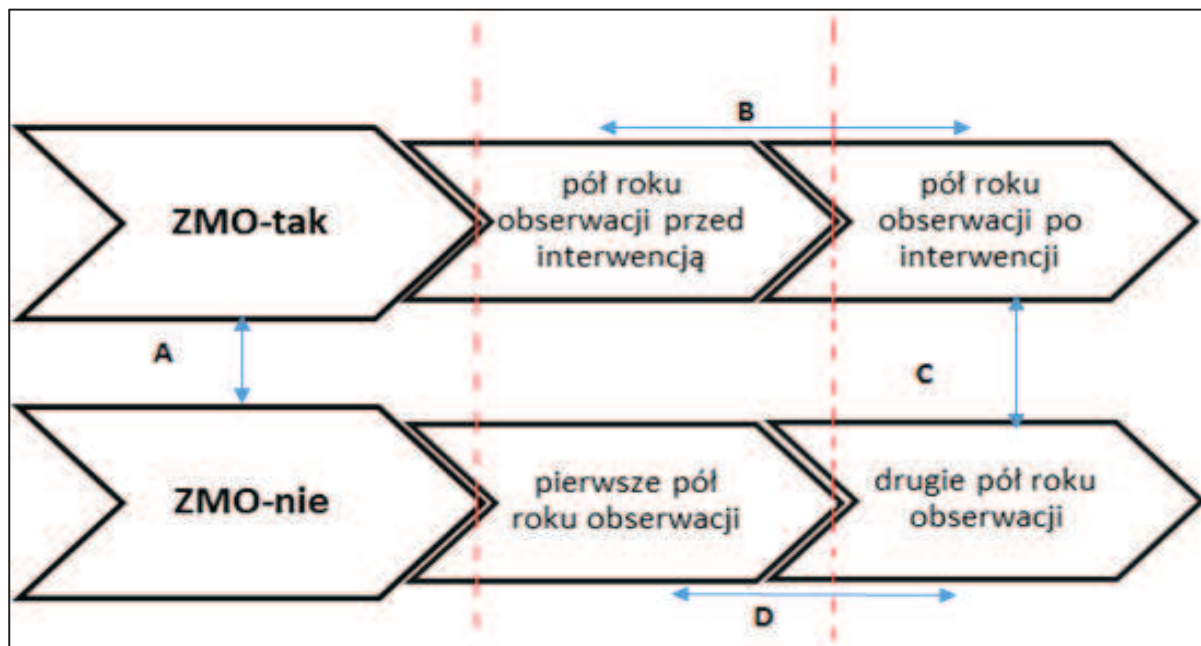 B
ZMO-tak
pół roku
obserwacji przed
interwencją
pół roku
obserwacji po
interwencji
A
C
ZMO-nie
pierwsze pół
roku obserwacji
drugie pół roku
obserwacji
D